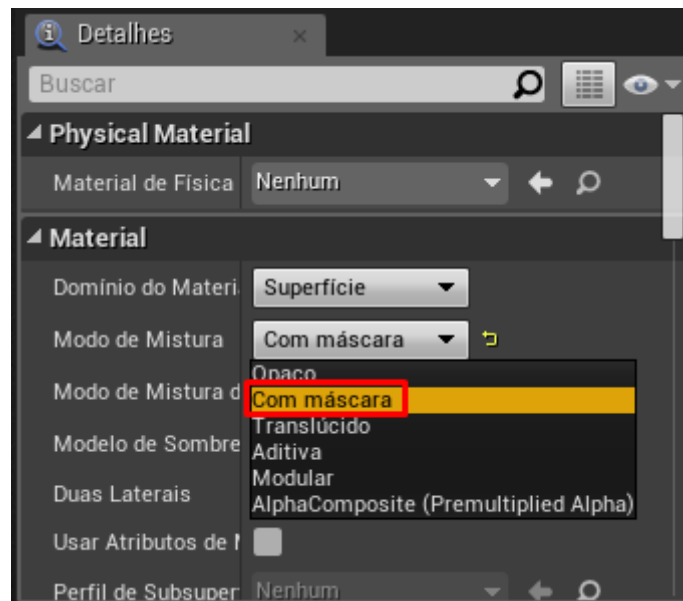 Detalhes
Buscar
Physical Material
Material de Física Nenhum
Material
Domínio do Materi Superfície
Modo de Mistura Com máscara
Opaco
Modo de Mistura d Com máscara
Translúcido
Modelo de Sombre Aditiva
Modular
Duas Laterais AlphaComposite (Premultiplied Alpha)
Usar Atributos de M
Perfil de Subsuper Nenhum